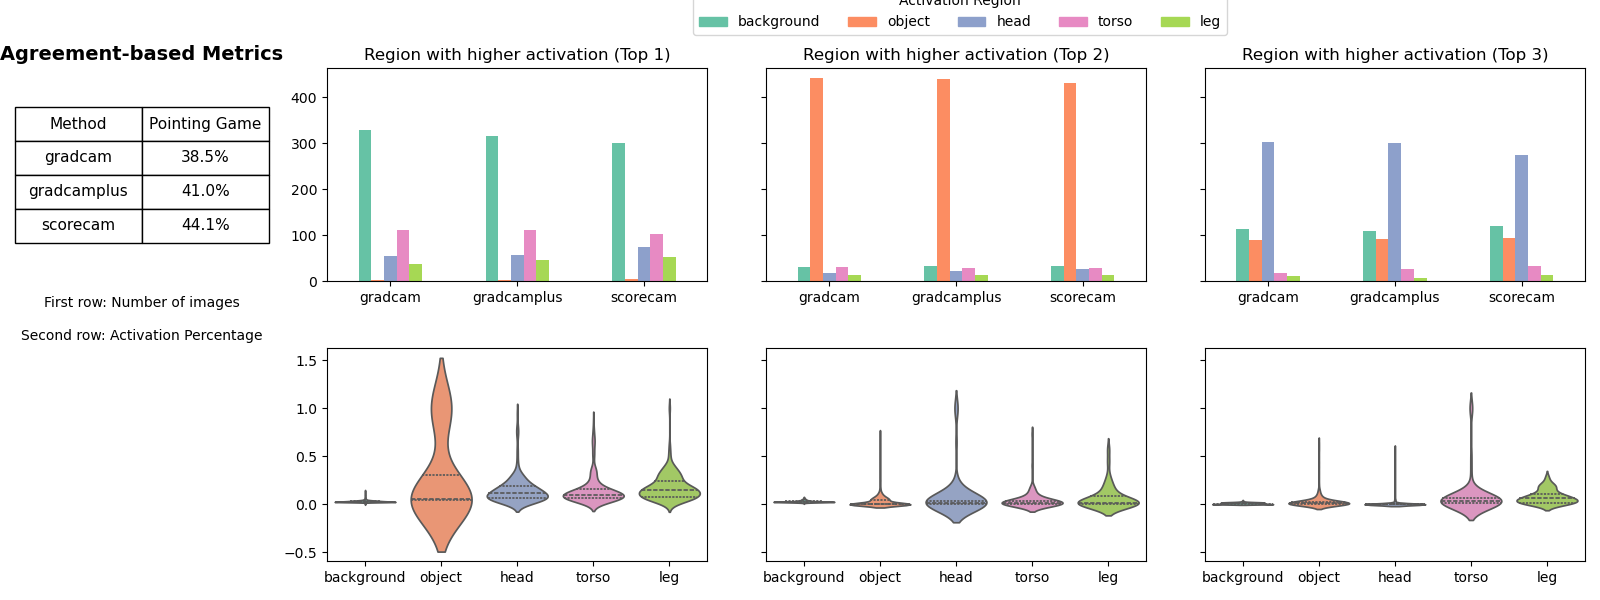 Activation Region
background object head torso leg
Agreement-based Metrics
Method Pointing Game
gradcam 38.5%
gradcamplus 41.0%
scorecam 44.1%
First row: Number of images
Second row: Activation Percentage
Region with higher activation (Top 1)
400
300
200
100
0
gradcam gradcamplus scorecam
Region with higher activation (Top 2)
gradcam gradcamplus scorecam
Region with higher activation (Top 3)
gradcam gradcamplus scorecam
1.5
1.0
0.5
0.0
−0.5
background object head torso leg
background object head torso leg
background object head torso leg